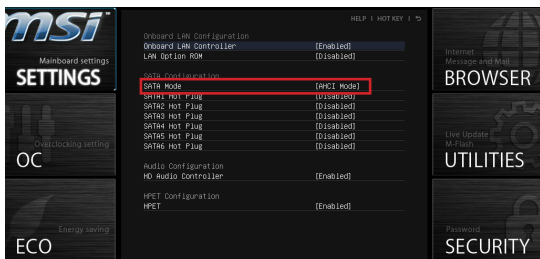 msi
HELP | HOT KEY |
Mainboard settings
SETTINGS
Overclocking setting
OC
Energy saving
ECO
Onboard LAN Configuration
Onboard LAN Controller [Enabled]
LAN Option ROM [Disabled]
SATA Configuration
SATA Mode [AHCI Mode]
SATA1 Hot Plug [Disabled]
SATA2 Hot Plug [Disabled]
SATA3 Hot Plug [Disabled]
SATA4 Hot Plug [Disabled]
SATA5 Hot Plug [Disabled]
SATA6 Hot Plug [Disabled]
Audio Configuration
HD Audio Controller [Enabled]
HPET Configuration
HPET [Enabled]
Internet
Message and Mail
BROWSER
Live Update
M-Flash
UTILITIES
Password
SECURITY